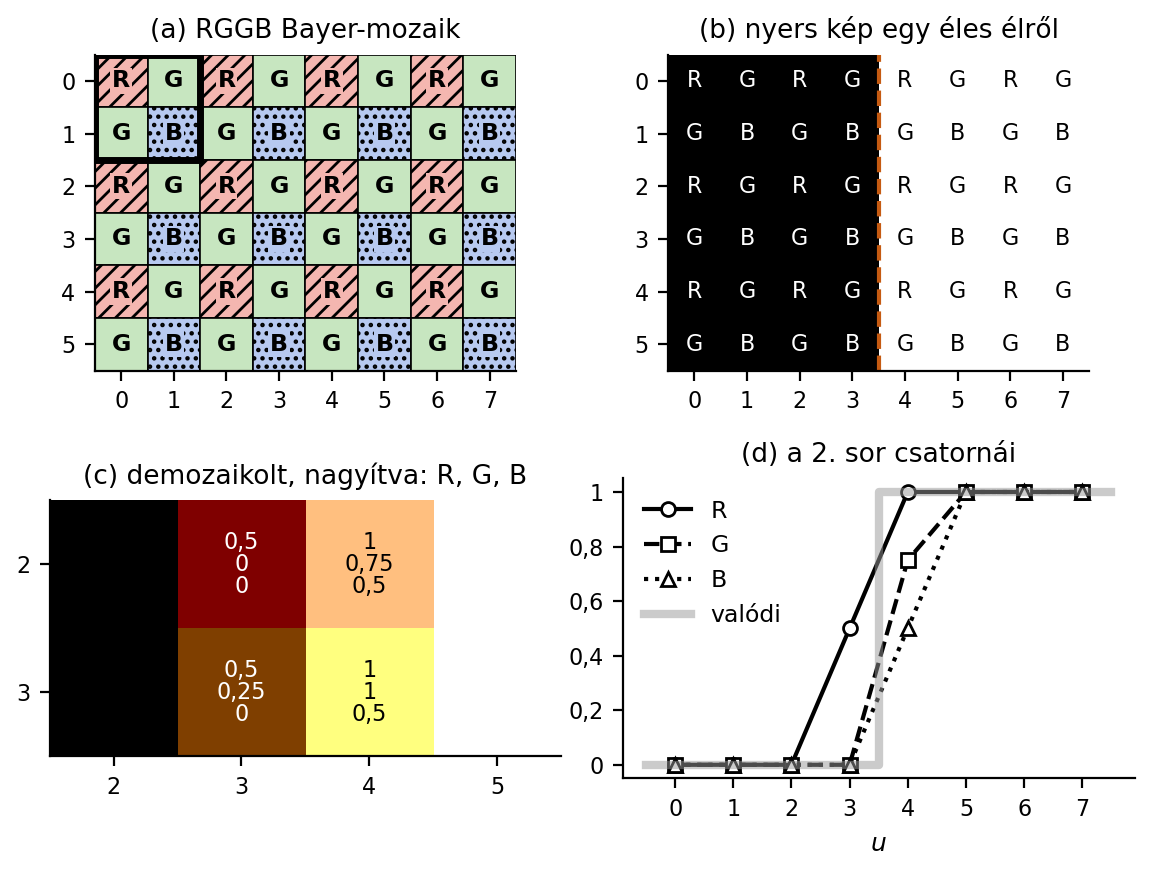 (a) RGGB Bayer-mozaik
0 R G R G R G R G
1 G B G B G B G B
2 R G R G R G R G
3 G B G B G B G B
4 R G R G R G R G
5 G B G B G B G B
0 1 2 3 4 5 6 7
(b) nyers kép egy éles élről
0 R G R G R G R G
1 G B G B G B G B
2 R G R G R G R G
3 G B G B G B G B
4 R G R G R G R G
5 G B G B G B G B
0 1 2 3 4 5 6 7
(c) demozaikolt, nagyítva: R, G, B
2
0,5
0
0
1
0,75
0,5
3
0,5
0,25
0
1
1
0,5
2 3 4 5
(d) a 2. sor csatornái
1
0,8
0,6
0,4
0,2
0
R
G
B
valódi
0 1 2 3 4 5 6 7
u